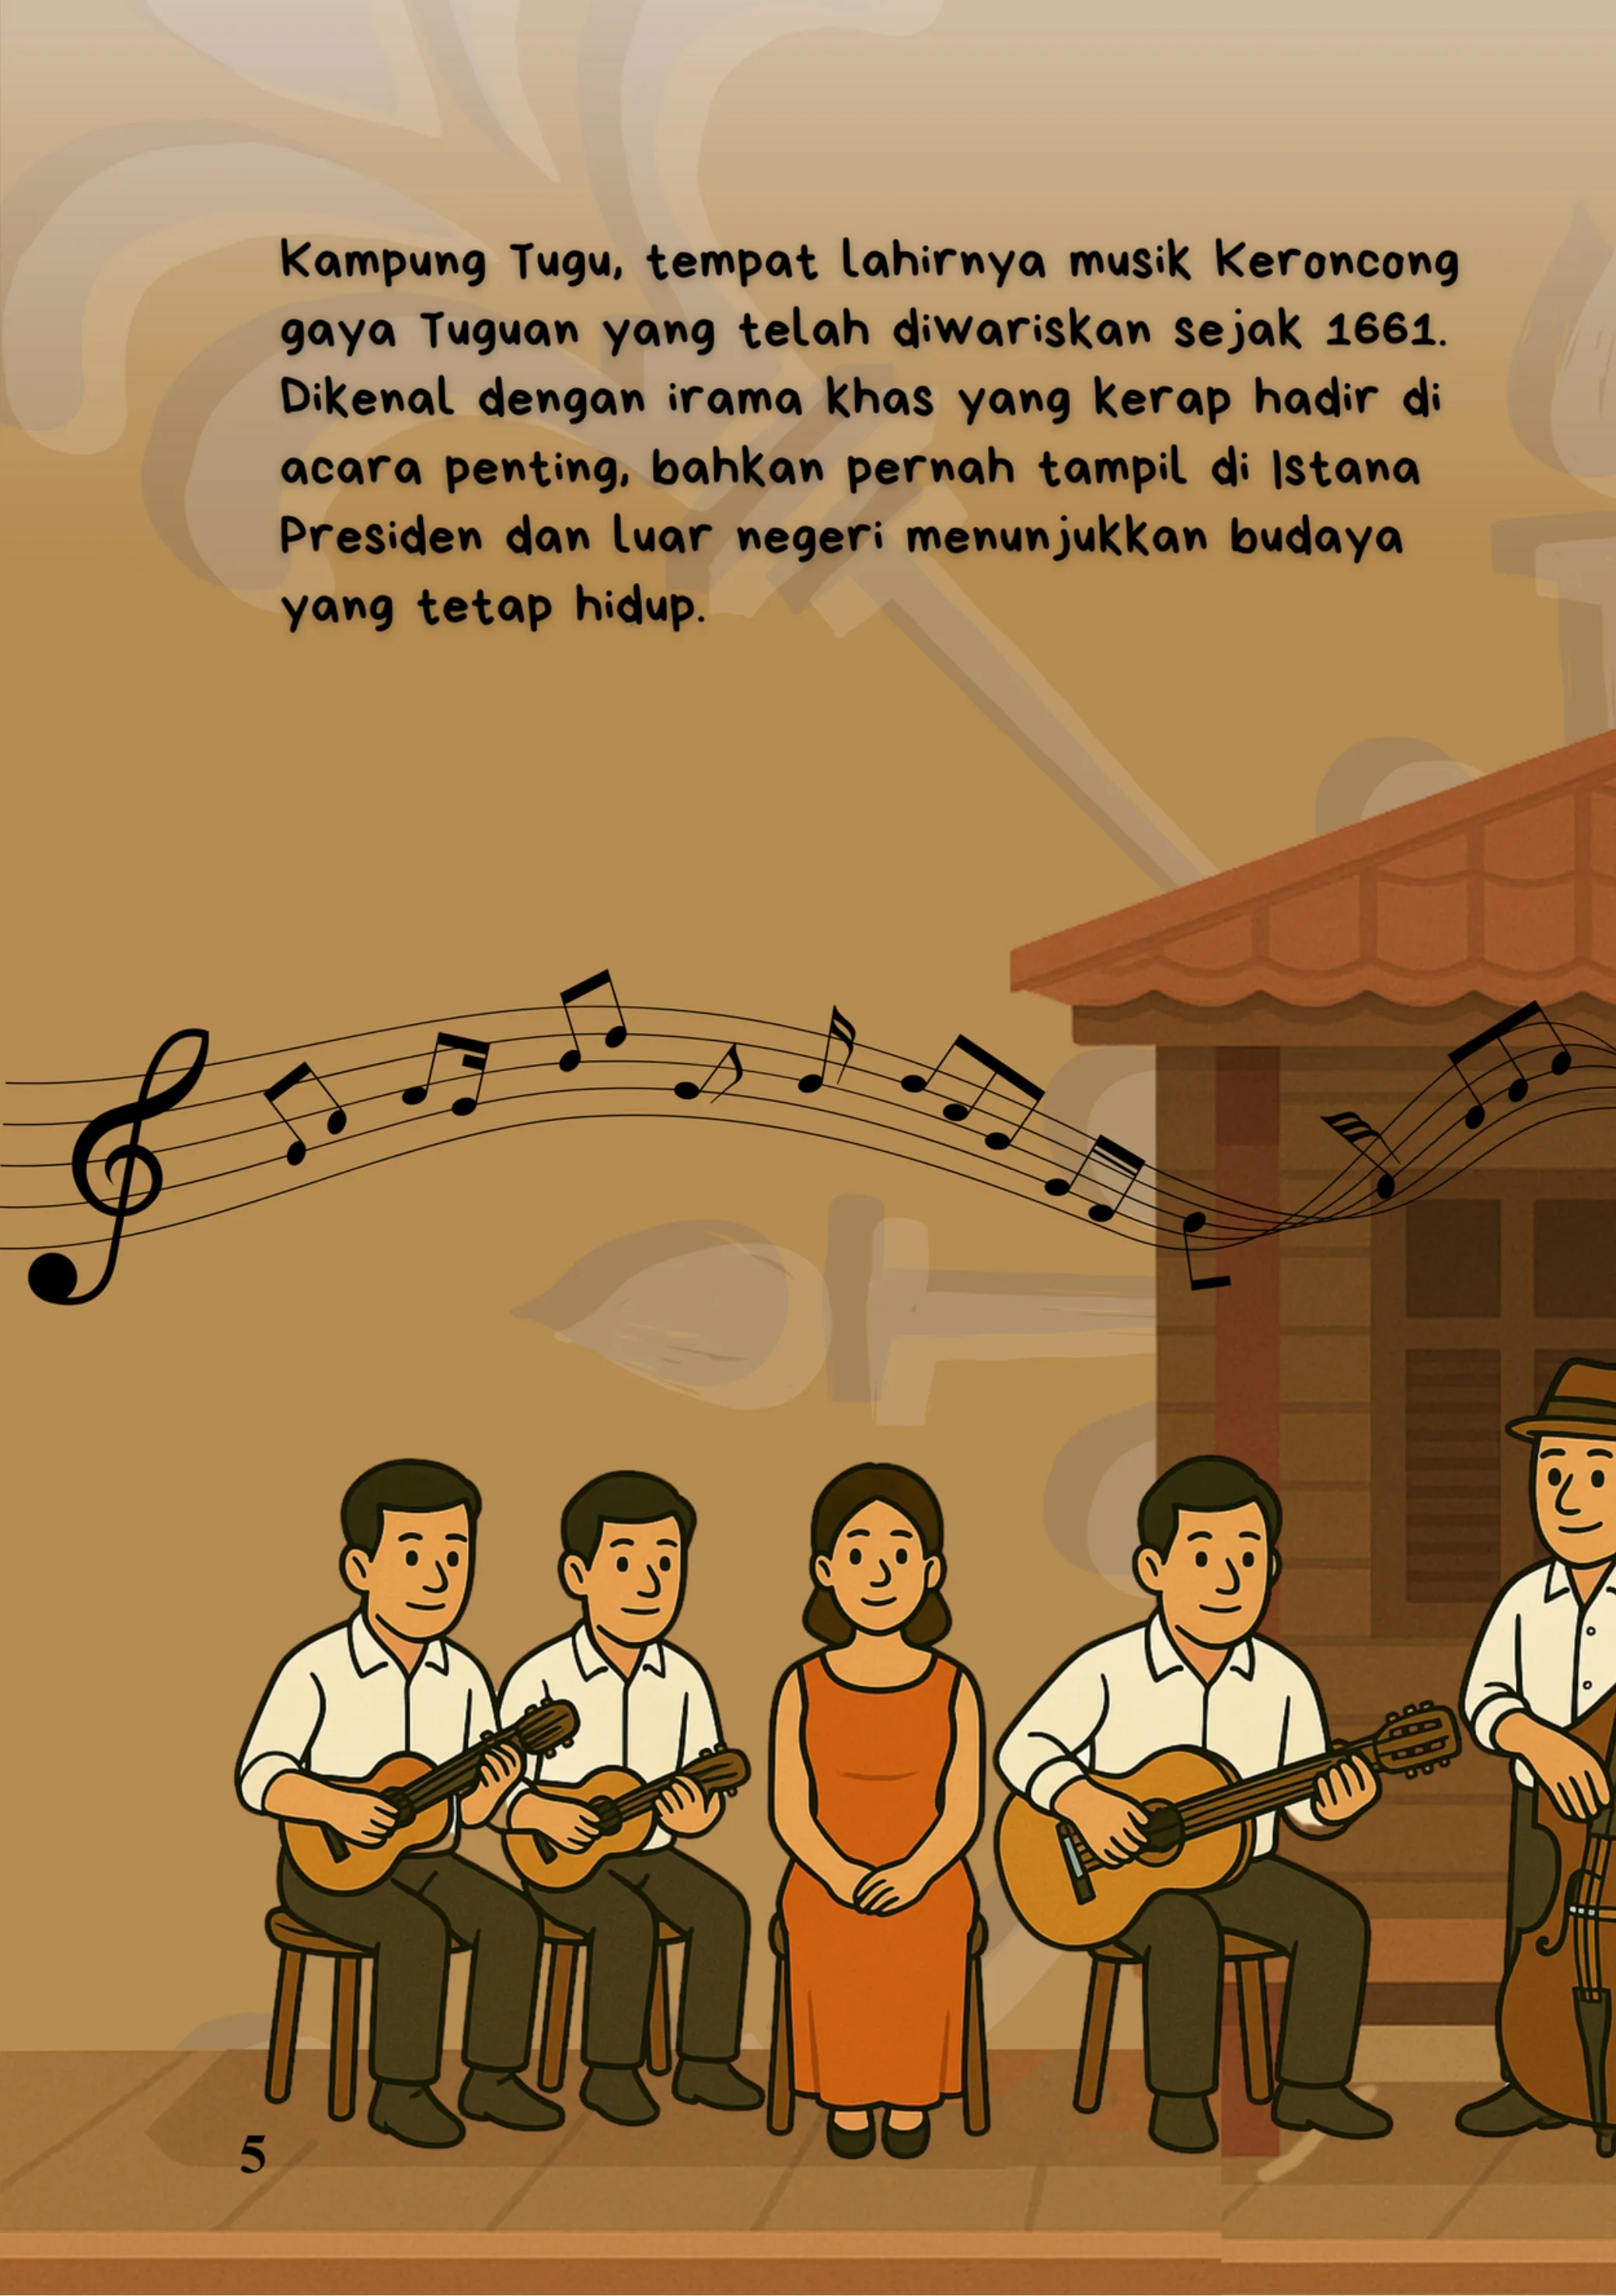 Kampung Tugu, tempat lahirnya musik Keroncong
gaya Tuguan yang telah diwariskan sejak 1661.
Dikenal dengan irama khas yang kerap hadir di
acara penting, bahkan pernah tampil di Istana
Presiden dan luar negeri menunjukkan budaya
yang tetap hidup.
5